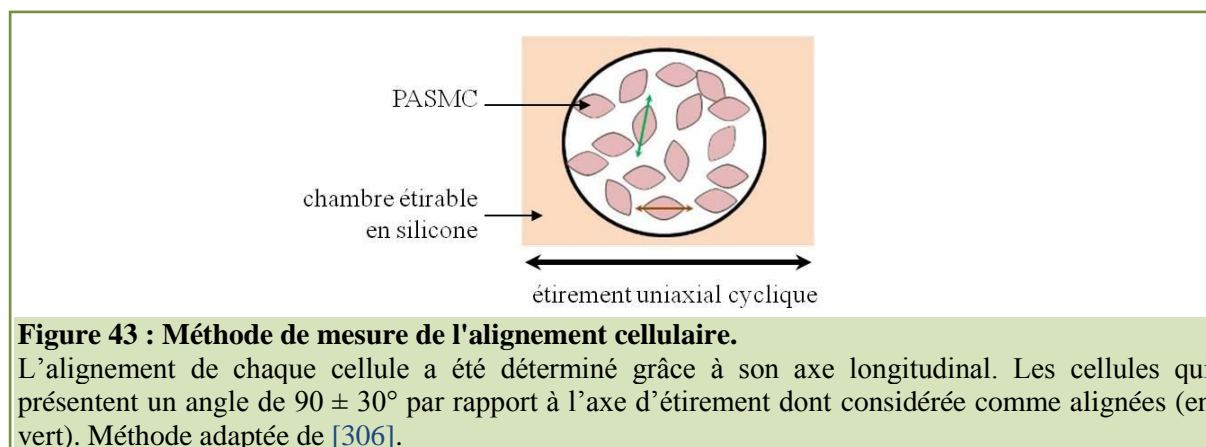 PASMC
chambre étirable
en silicone
étirement uniaxial cyclique
Figure 43 : Méthode de mesure de l'alignement cellulaire.
L'alignement de chaque cellule a été déterminé grâce à son axe longitudinal. Les cellules qui
présentent un angle de 90 ± 30° par rapport à l'axe d'étirement dont considérée comme alignées (en
vert). Méthode adaptée de [306].